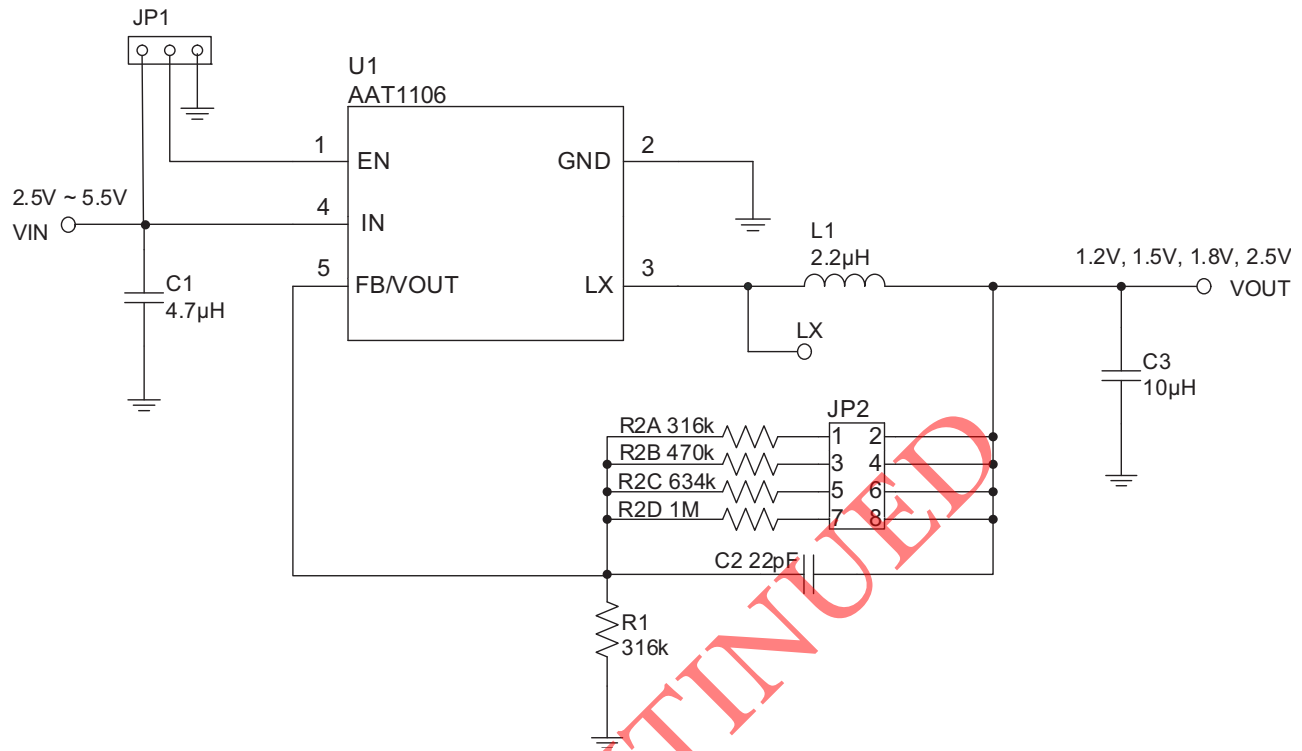 JP1
U1
AAT1106
1
EN
GND
2
2.5V ~ 5.5V
VIN
4
IN
L1
2.2µH
1.2V, 1.5V, 1.8V, 2.5V
VOUT
5
FB/VOUT
LX
3
C1
4.7µH
LX
C3
10µH
JP2
R2A 316k
1
2
R2B 470k
3
4
R2C 634k
5
6
R2D 1M
7
8
C2 22pF
R1
316k
TINUED